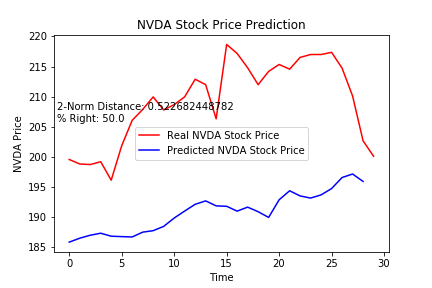 NVDA Stock Price Prediction
220
215
210
2-Norm Distance: 0.522682448782
205
% Right: 50.0
Real NVDA Stock Price
Predicted NVDA Stock Price
200
195
190
185
NVDA Price
0 5 10 15 20 25 30
Time